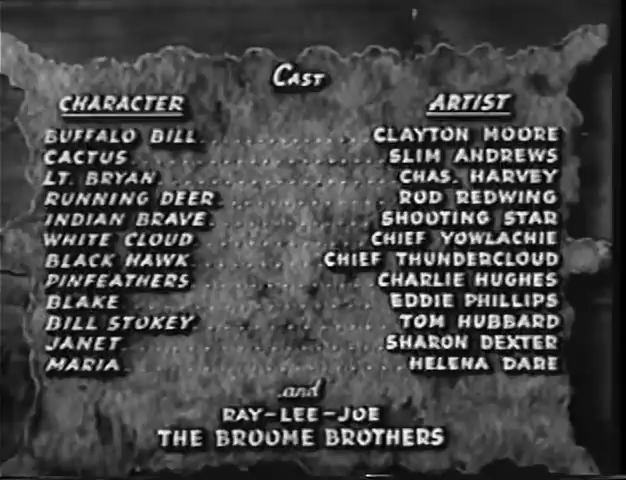 CAST
CHARACTER ARTIST
BUFFALO BILL CLAYTON MOORE
CACTUS SLIM ANDREWS
LT. BRYAN CHAS. HARVEY
RUNNING DEER ROD REDWING
INDIAN BRAVE SHOOTING STAR
WHITE CLOUD CHIEF YOWLACHIE
BLACK HAWK CHIEF THUNDERCLOUD
PINFEATHERS CHARLIE HUGHES
BLAKE EDDIE PHILLIPS
BILL STOKEY TOM HUBBARD
JANET SHARON DEXTER
MARIA HELENA DARE
and
RAY-LEE-JOE
THE BROOME BROTHERS